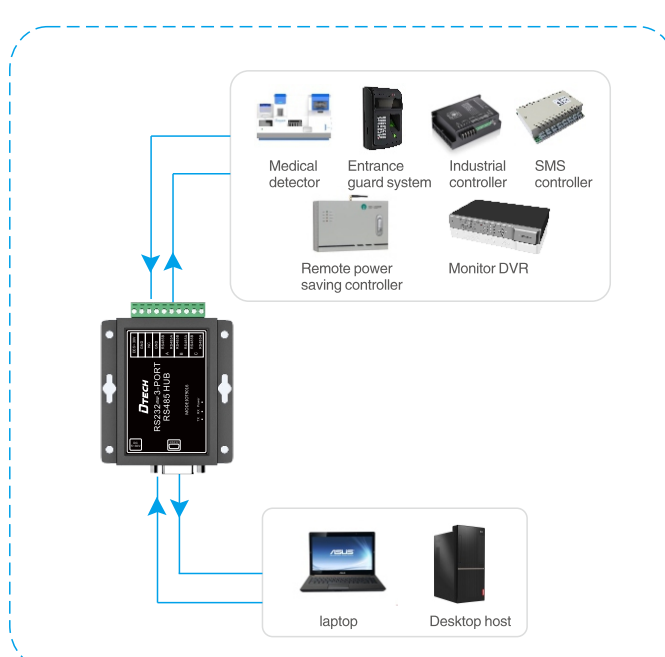 Medical
detector
Entrance
guard system
Industrial
controller
SMS
controller
Remote power
saving controller
Monitor DVR
DTECH
RS232 3-PORT
RS485 HUB
ASUS
laptop
Desktop host